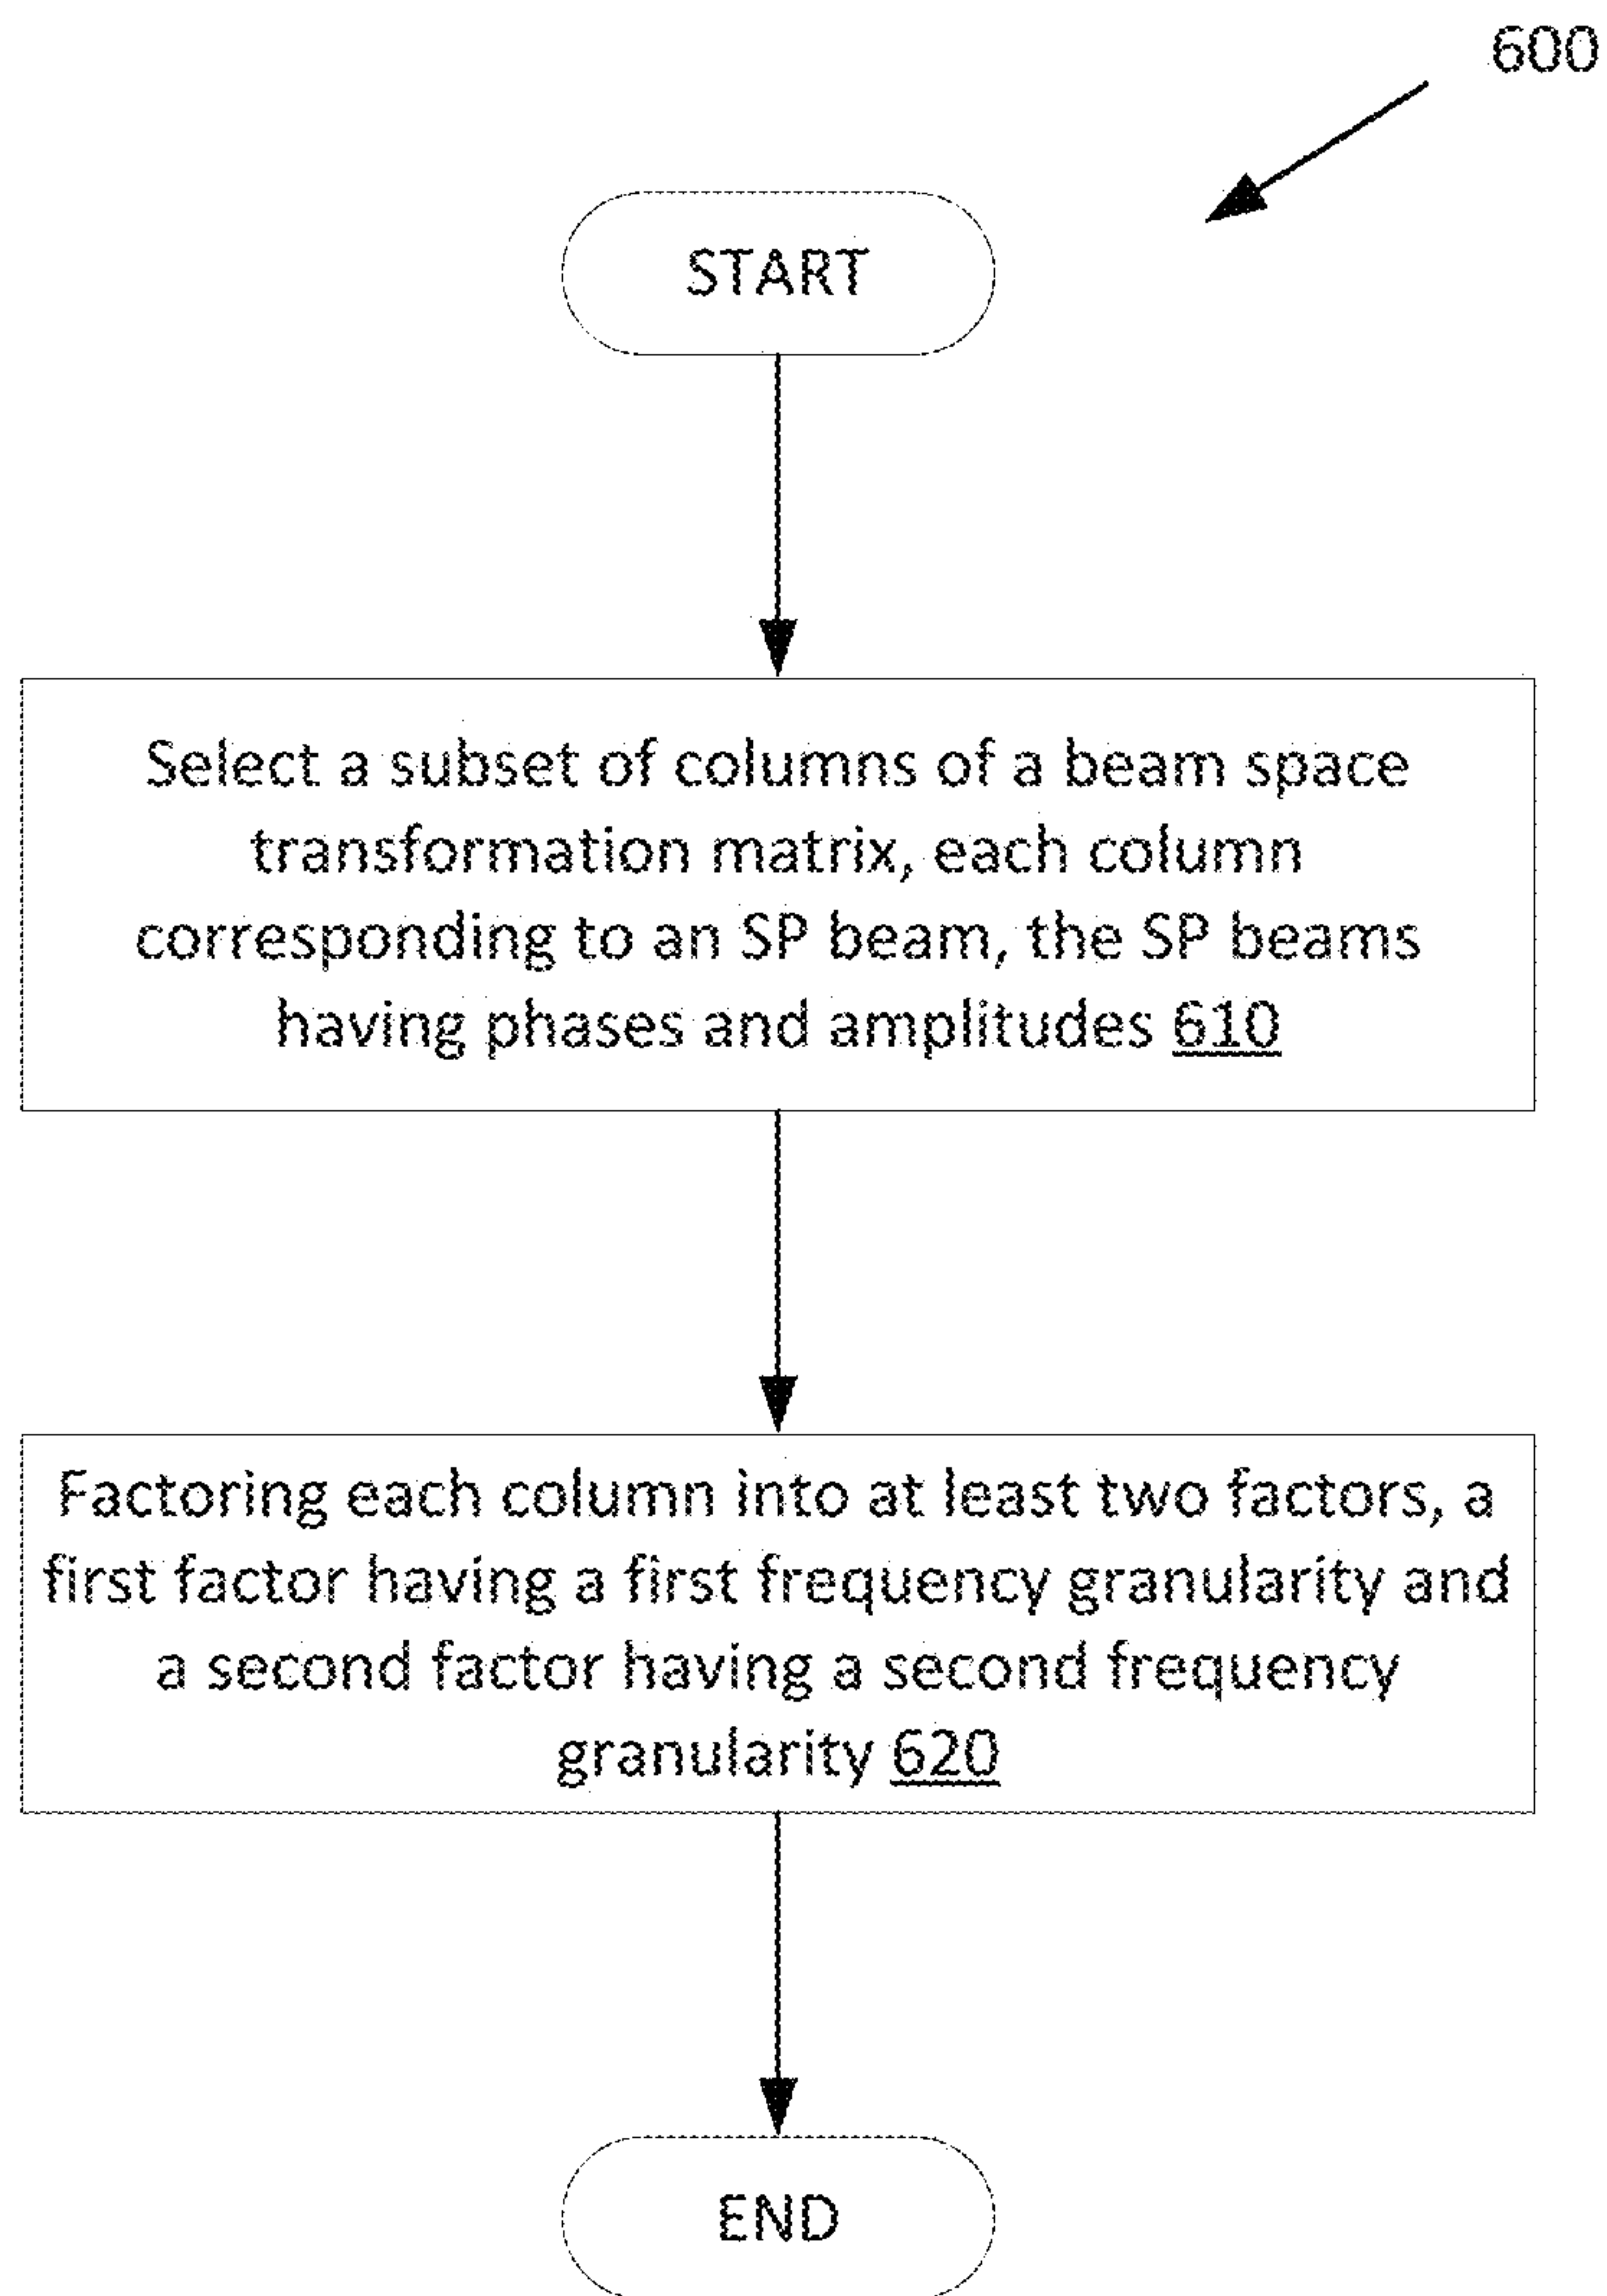 600
START
Select a subset of columns of a beam space
transformation matrix, each column
corresponding to an SP beam, the SP beams
having phases and amplitudes 610
Factoring each column into at least two factors, a
first factor having a first frequency granularity and
a second factor having a second frequency
granularity 620
END